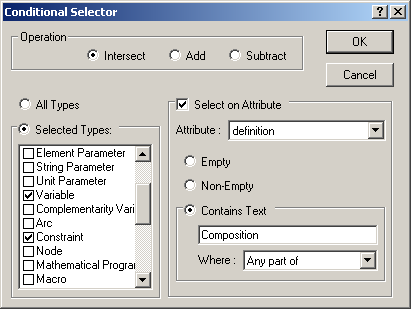 Conditional Selector
Operation
Intersect Add Subtract
OK
Cancel
All Types
Selected Types:
Element Parameter
String Parameter
Unit Parameter
Variable
Complementarity Vari
Arc
Constraint
Node
Mathematical Progra
Macro
Select on Attribute
Attribute : definition
Empty
Non-Empty
Contains Text
Composition
Where : Any part of